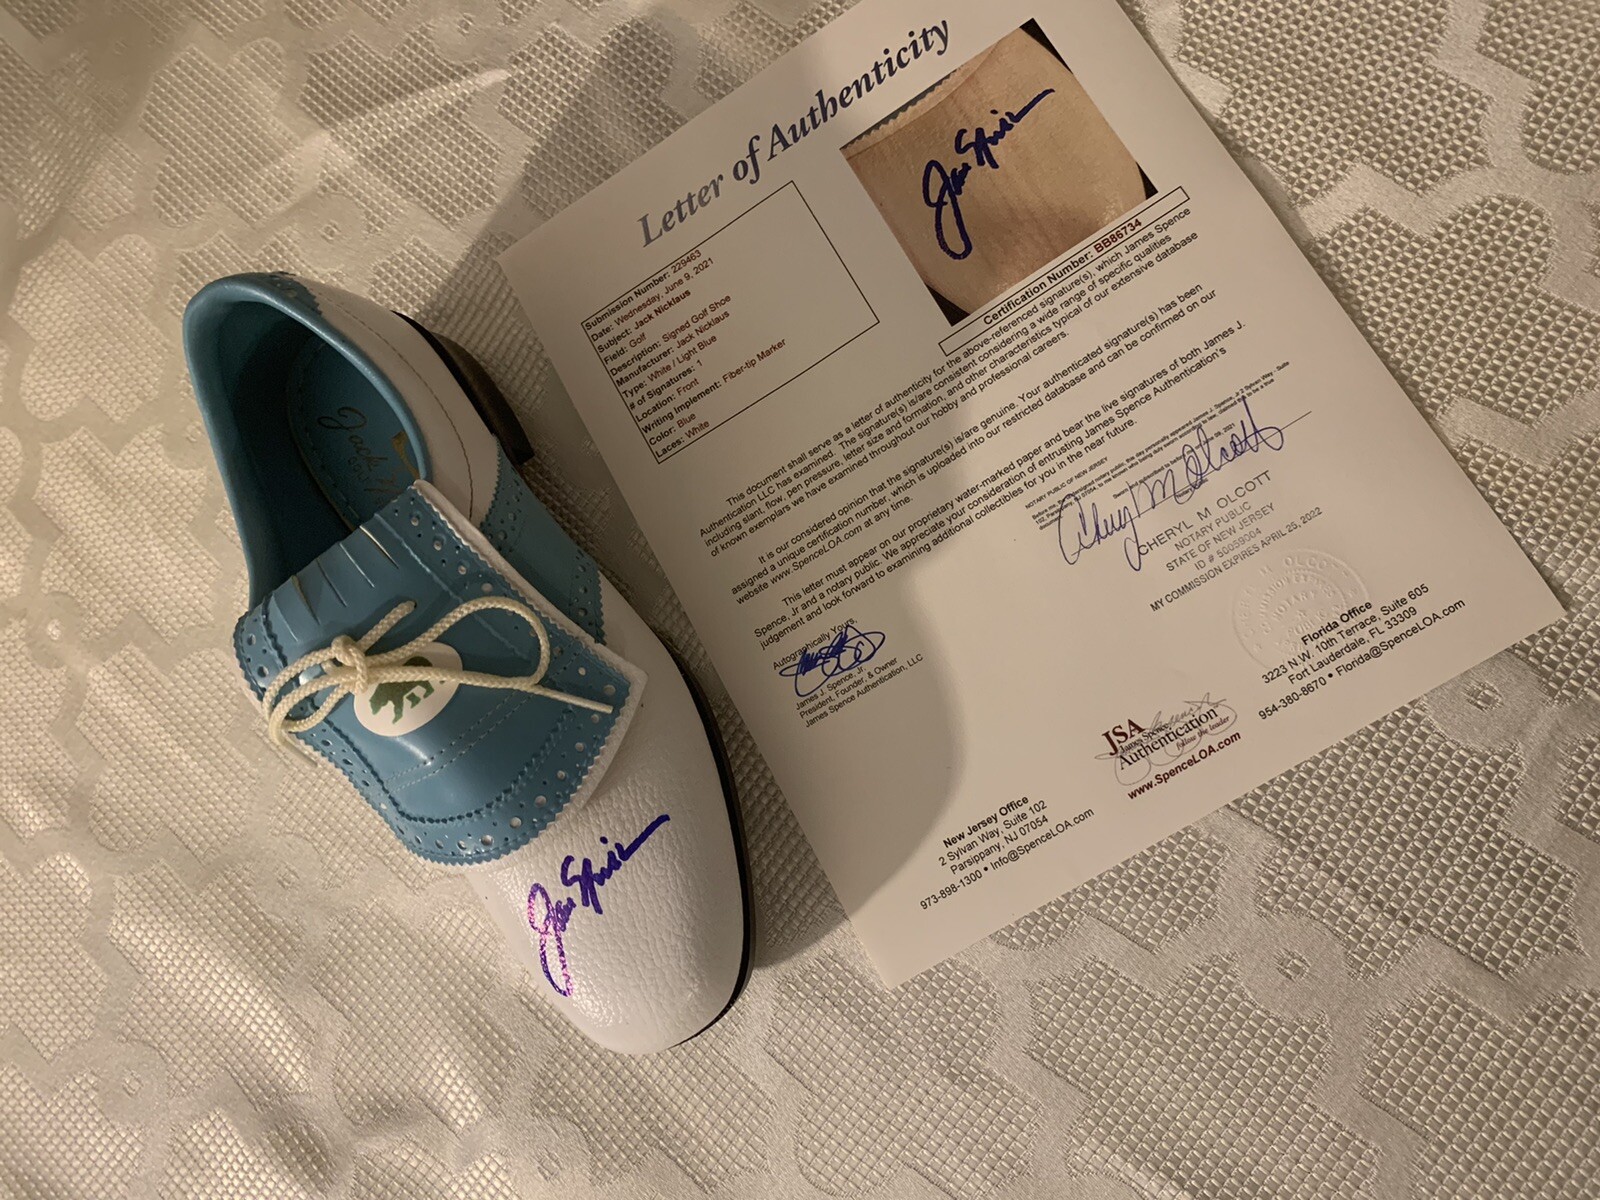 Letter of Authenticity
Submission Number: 229463
Date: Wednesday, June 9, 2021
Subject: Jack Nicklaus
Field: Golf
Description: Signed Golf Shoe
Manufacturer: Jack Nicklaus
Type: White / Light Blue
# of Signatures: 1
Location: Front
Writing Implement: Fiber-tip Marker
Color: Blue
Laces: White
Certification Number: BB86734
This document shall serve as a letter of authenticity for the above-referenced signature(s), which James Spence
Authentication LLC has examined. The signature(s) is/are consistent considering a wide range of specific qualities
including slant, flow, pen pressure, letter size and formation, and other characteristics typical of our extensive database
of known exemplars we have examined throughout our hobby and professional careers.
It is our considered opinion that the signature(s) is/are genuine. Your authenticated signature(s) has been
assigned a unique certification number, which is uploaded into our restricted database and can be confirmed on our
website www.SpenceLOA.com at any time.
This letter must appear on our proprietary water-marked paper and bear the live signatures of both James J.
Spence, Jr and a notary public. We appreciate your consideration of entrusting James Spence Authentication's
judgement and look forward to examining additional collectibles for you in the near future.
Autographically Yours,
James J. Spence, Jr.
President, Founder, & Owner
James Spence Authentication, LLC
NOTARY PUBLIC OF NEW JERSEY
Cheryl M Olcott
CHERYL M OLCOTT
NOTARY PUBLIC
STATE OF NEW JERSEY
ID # 50059004
MY COMMISSION EXPIRES APRIL 25, 2022
JSA
James Spence
Authentication
follow the leader
www.SpenceLOA.com
New Jersey Office
2 Sylvan Way, Suite 102
Parsippany, NJ 07054
973-898-1300 • Info@SpenceLOA.com
Florida Office
3223 N.W. 10th Terrace, Suite 605
Fort Lauderdale, FL 33309
954-380-8670 • Florida@SpenceLOA.com
Jack